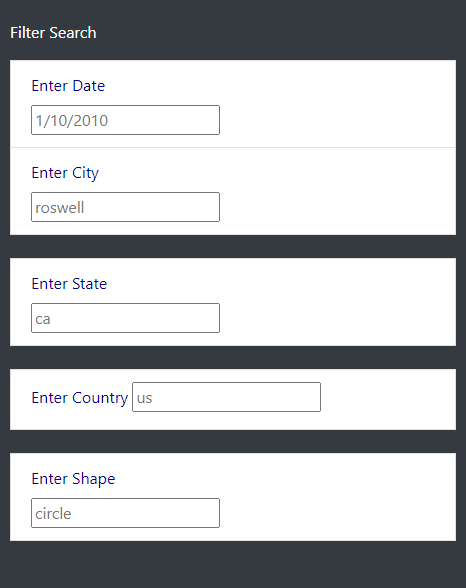 Filter Search
Enter Date
1/10/2010
Enter City
roswell
Enter State
ca
Enter Country us
Enter Shape
circle